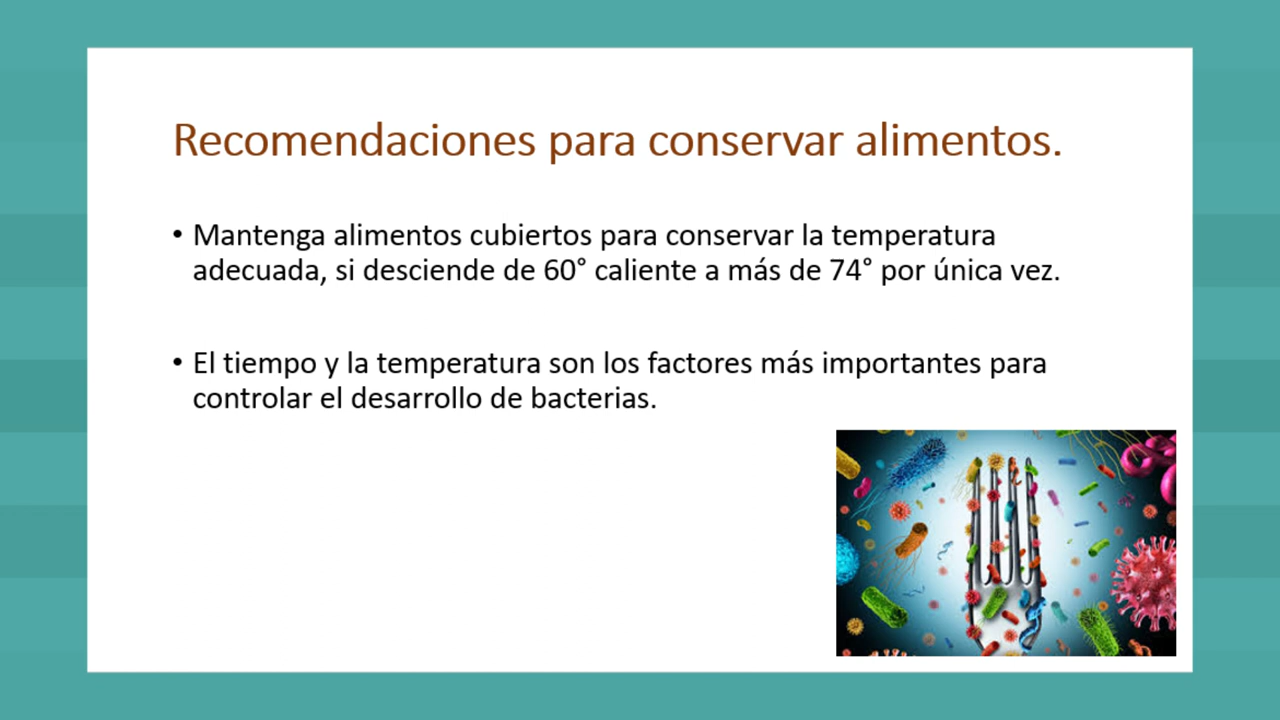 Recomendaciones para conservar alimentos.
• Mantenga alimentos cubiertos para conservar la temperatura
adecuada, si desciende de 60° caliente a más de 74° por única vez.
• El tiempo y la temperatura son los factores más importantes para
controlar el desarrollo de bacterias.